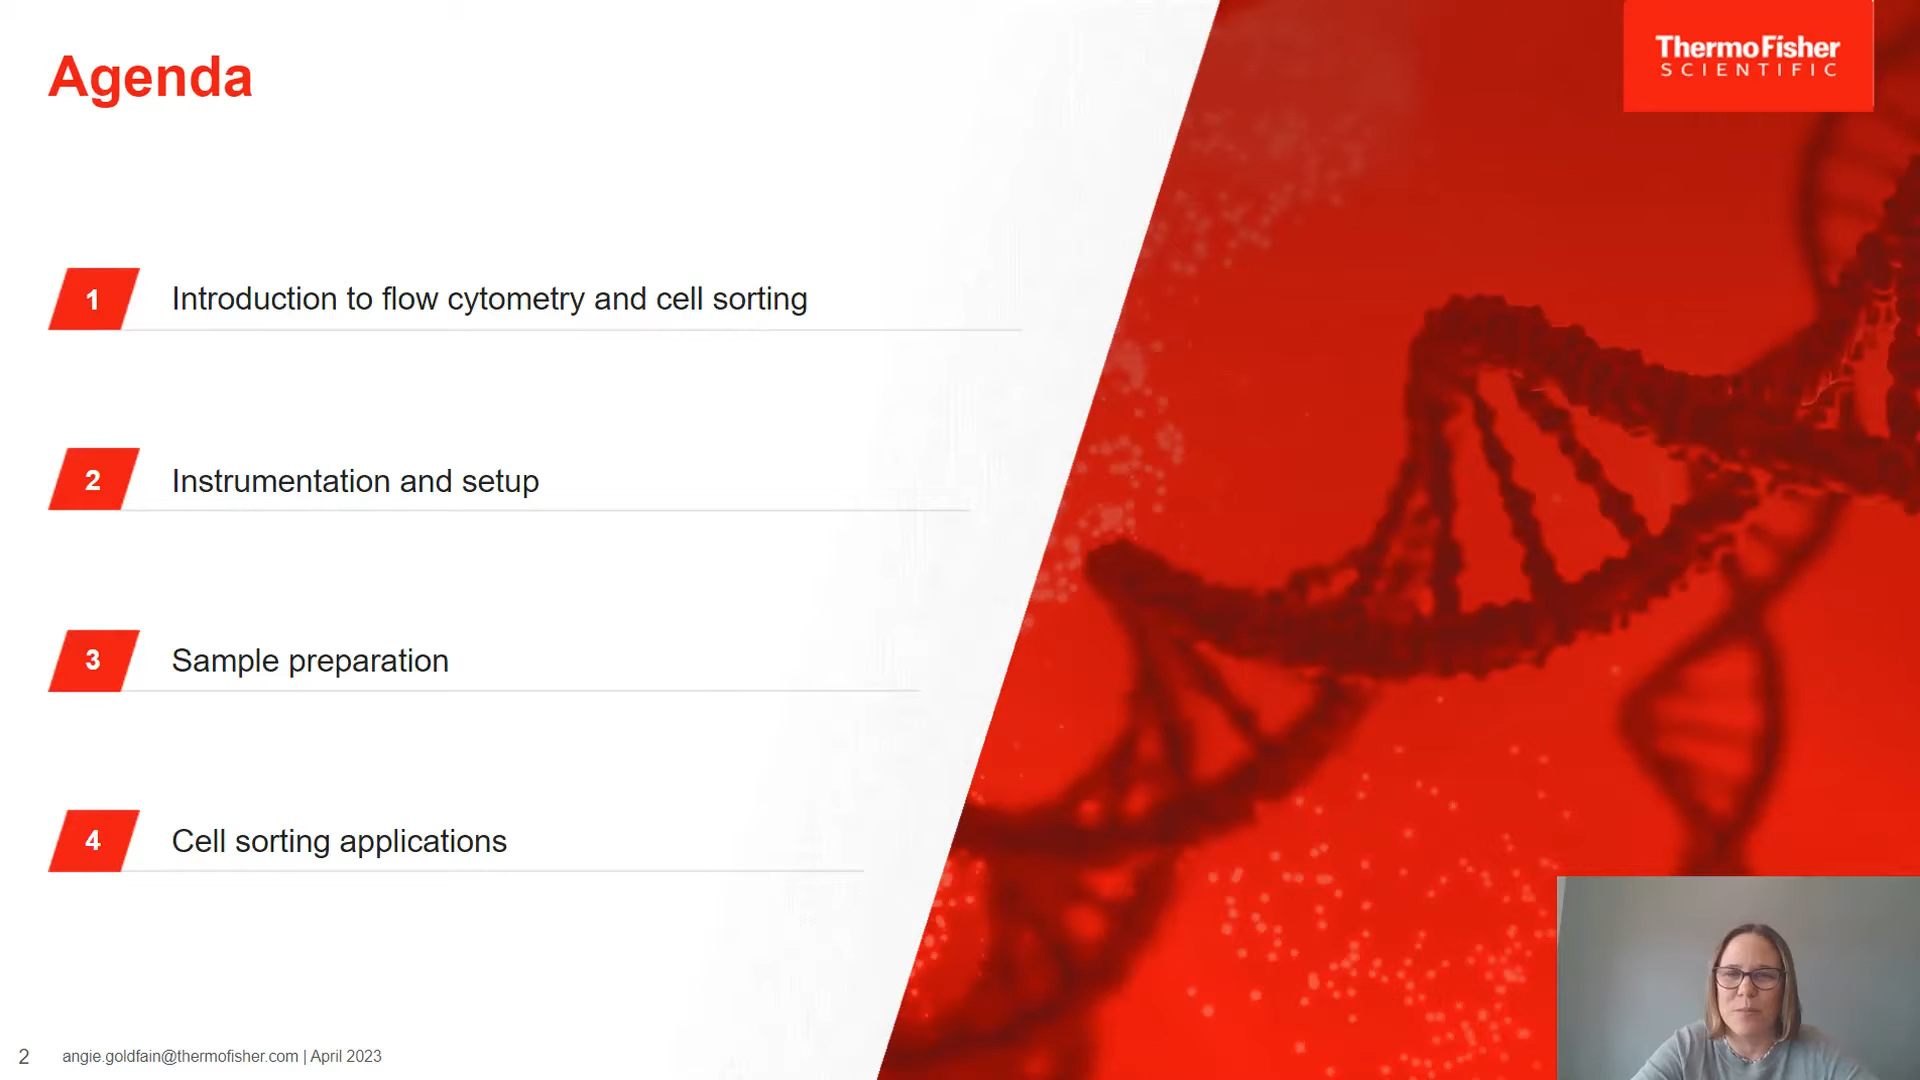 Agenda
ThermoFisher
SCIENTIFIC
1 Introduction to flow cytometry and cell sorting
2 Instrumentation and setup
3 Sample preparation
4 Cell sorting applications
2 angie.goldfain@thermofisher.com | April 2023